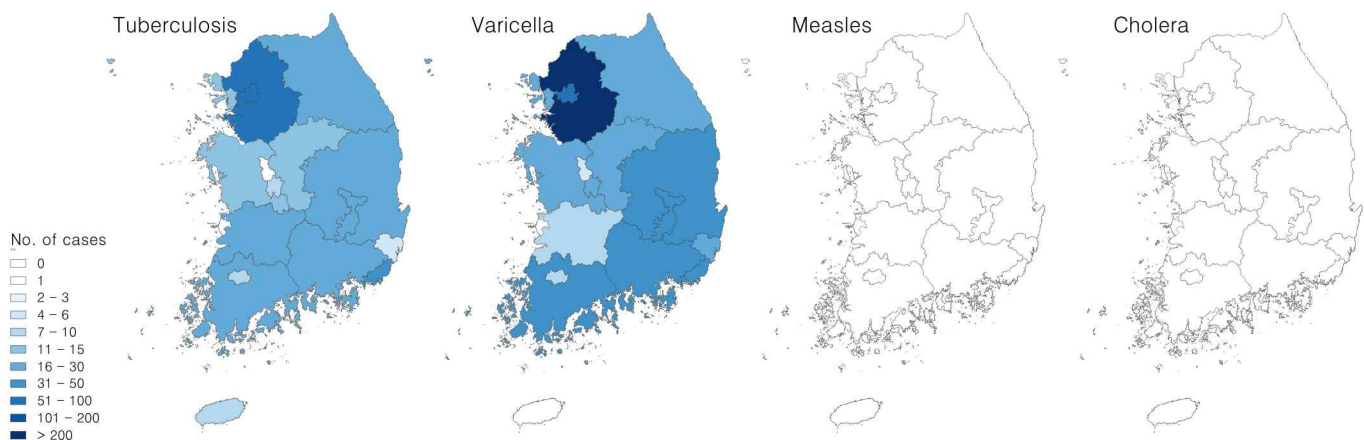 Tuberculosis
Varicella
Measles
Cholera
No. of cases
0
1
2 – 3
4 – 6
7 – 10
11 – 15
16 – 30
31 – 50
51 – 100
101 – 200
> 200